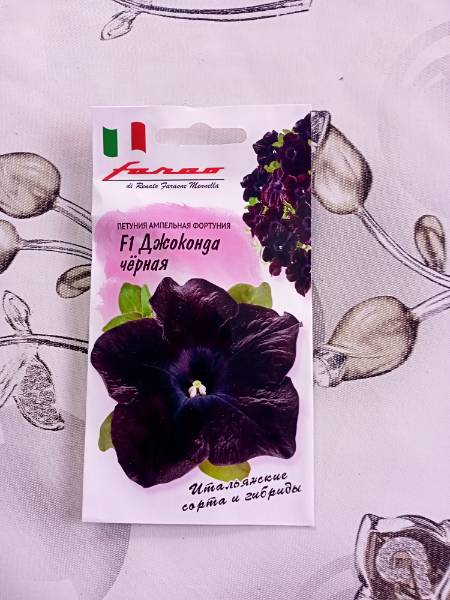 farao
di Renato Faraone Mennella
ПЕТУНИЯ АМПЕЛЬНАЯ ФОРТУНИЯ
F1 Джоконда
чёрная
Итальянские
сорта и гибриды